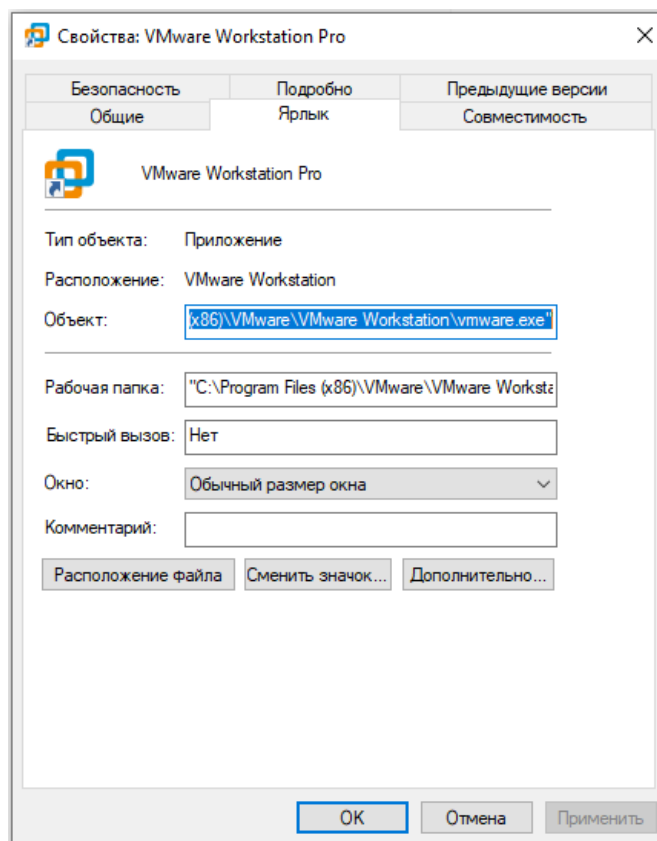 Свойства: VMware Workstation Pro
Безопасность Подробно Предыдущие версии
Общие Ярлык Совместимость
VMware Workstation Pro
Тип объекта: Приложение
Расположение: VMware Workstation
Объект: (x86)\VMware\VMware Workstation\vmware.exe"
Рабочая папка: "C:\Program Files (x86)\VMware\VMware Worksta
Быстрый вызов: Нет
Окно: Обычный размер окна
Комментарий:
Расположение файла Сменить значок... Дополнительно...
OK Отмена Применить